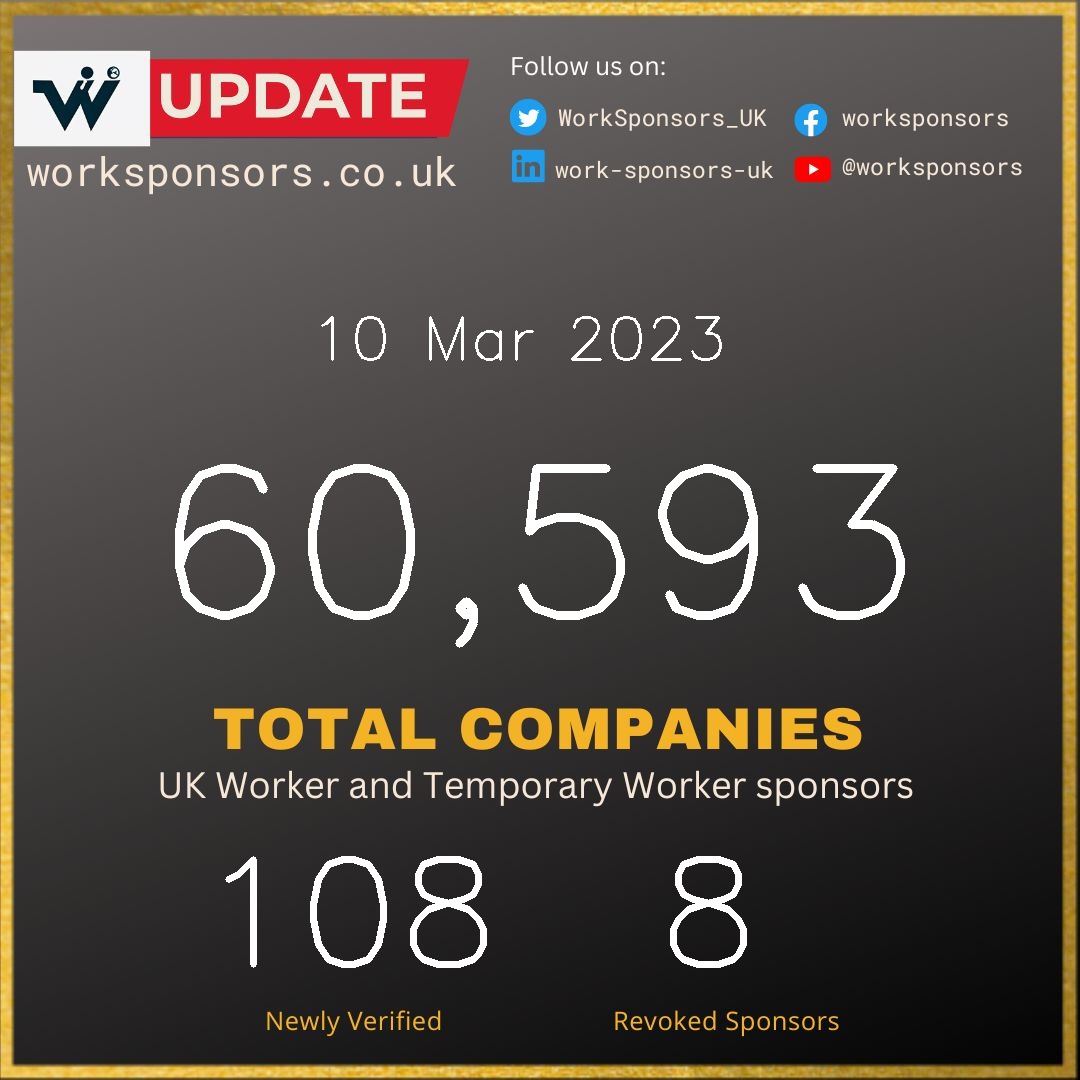 UPDATE
worksponsors.co.uk
Follow us on:
WorkSponsors_UK
worksponsors
work-sponsors-uk
@worksponsors
10 Mar 2023
60,593
TOTAL COMPANIES
UK Worker and Temporary Worker sponsors
108 8
Newly Verified Revoked Sponsors